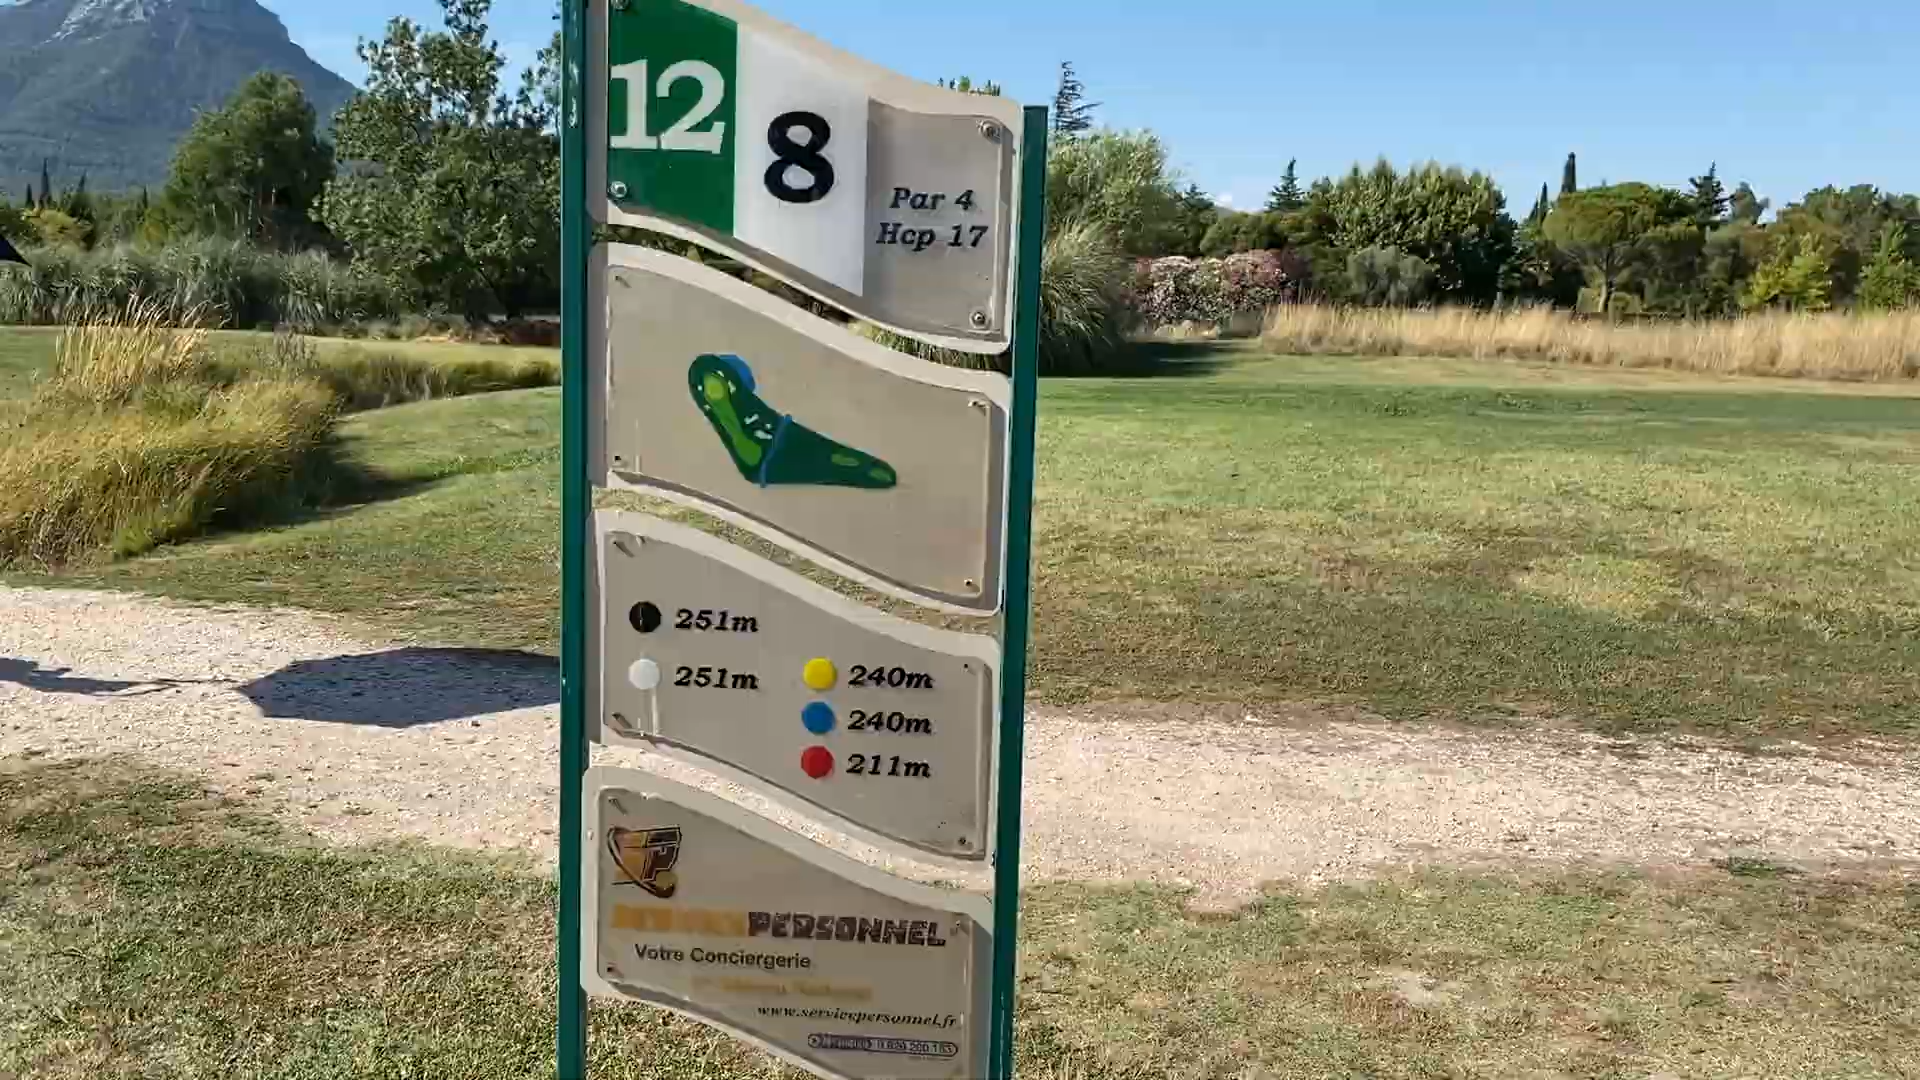 12
8
Par 4
Hcp 17
251m
251m
240m
240m
211m
PERSONNEL
Votre Conciergerie
www.servicepersonnel.fr